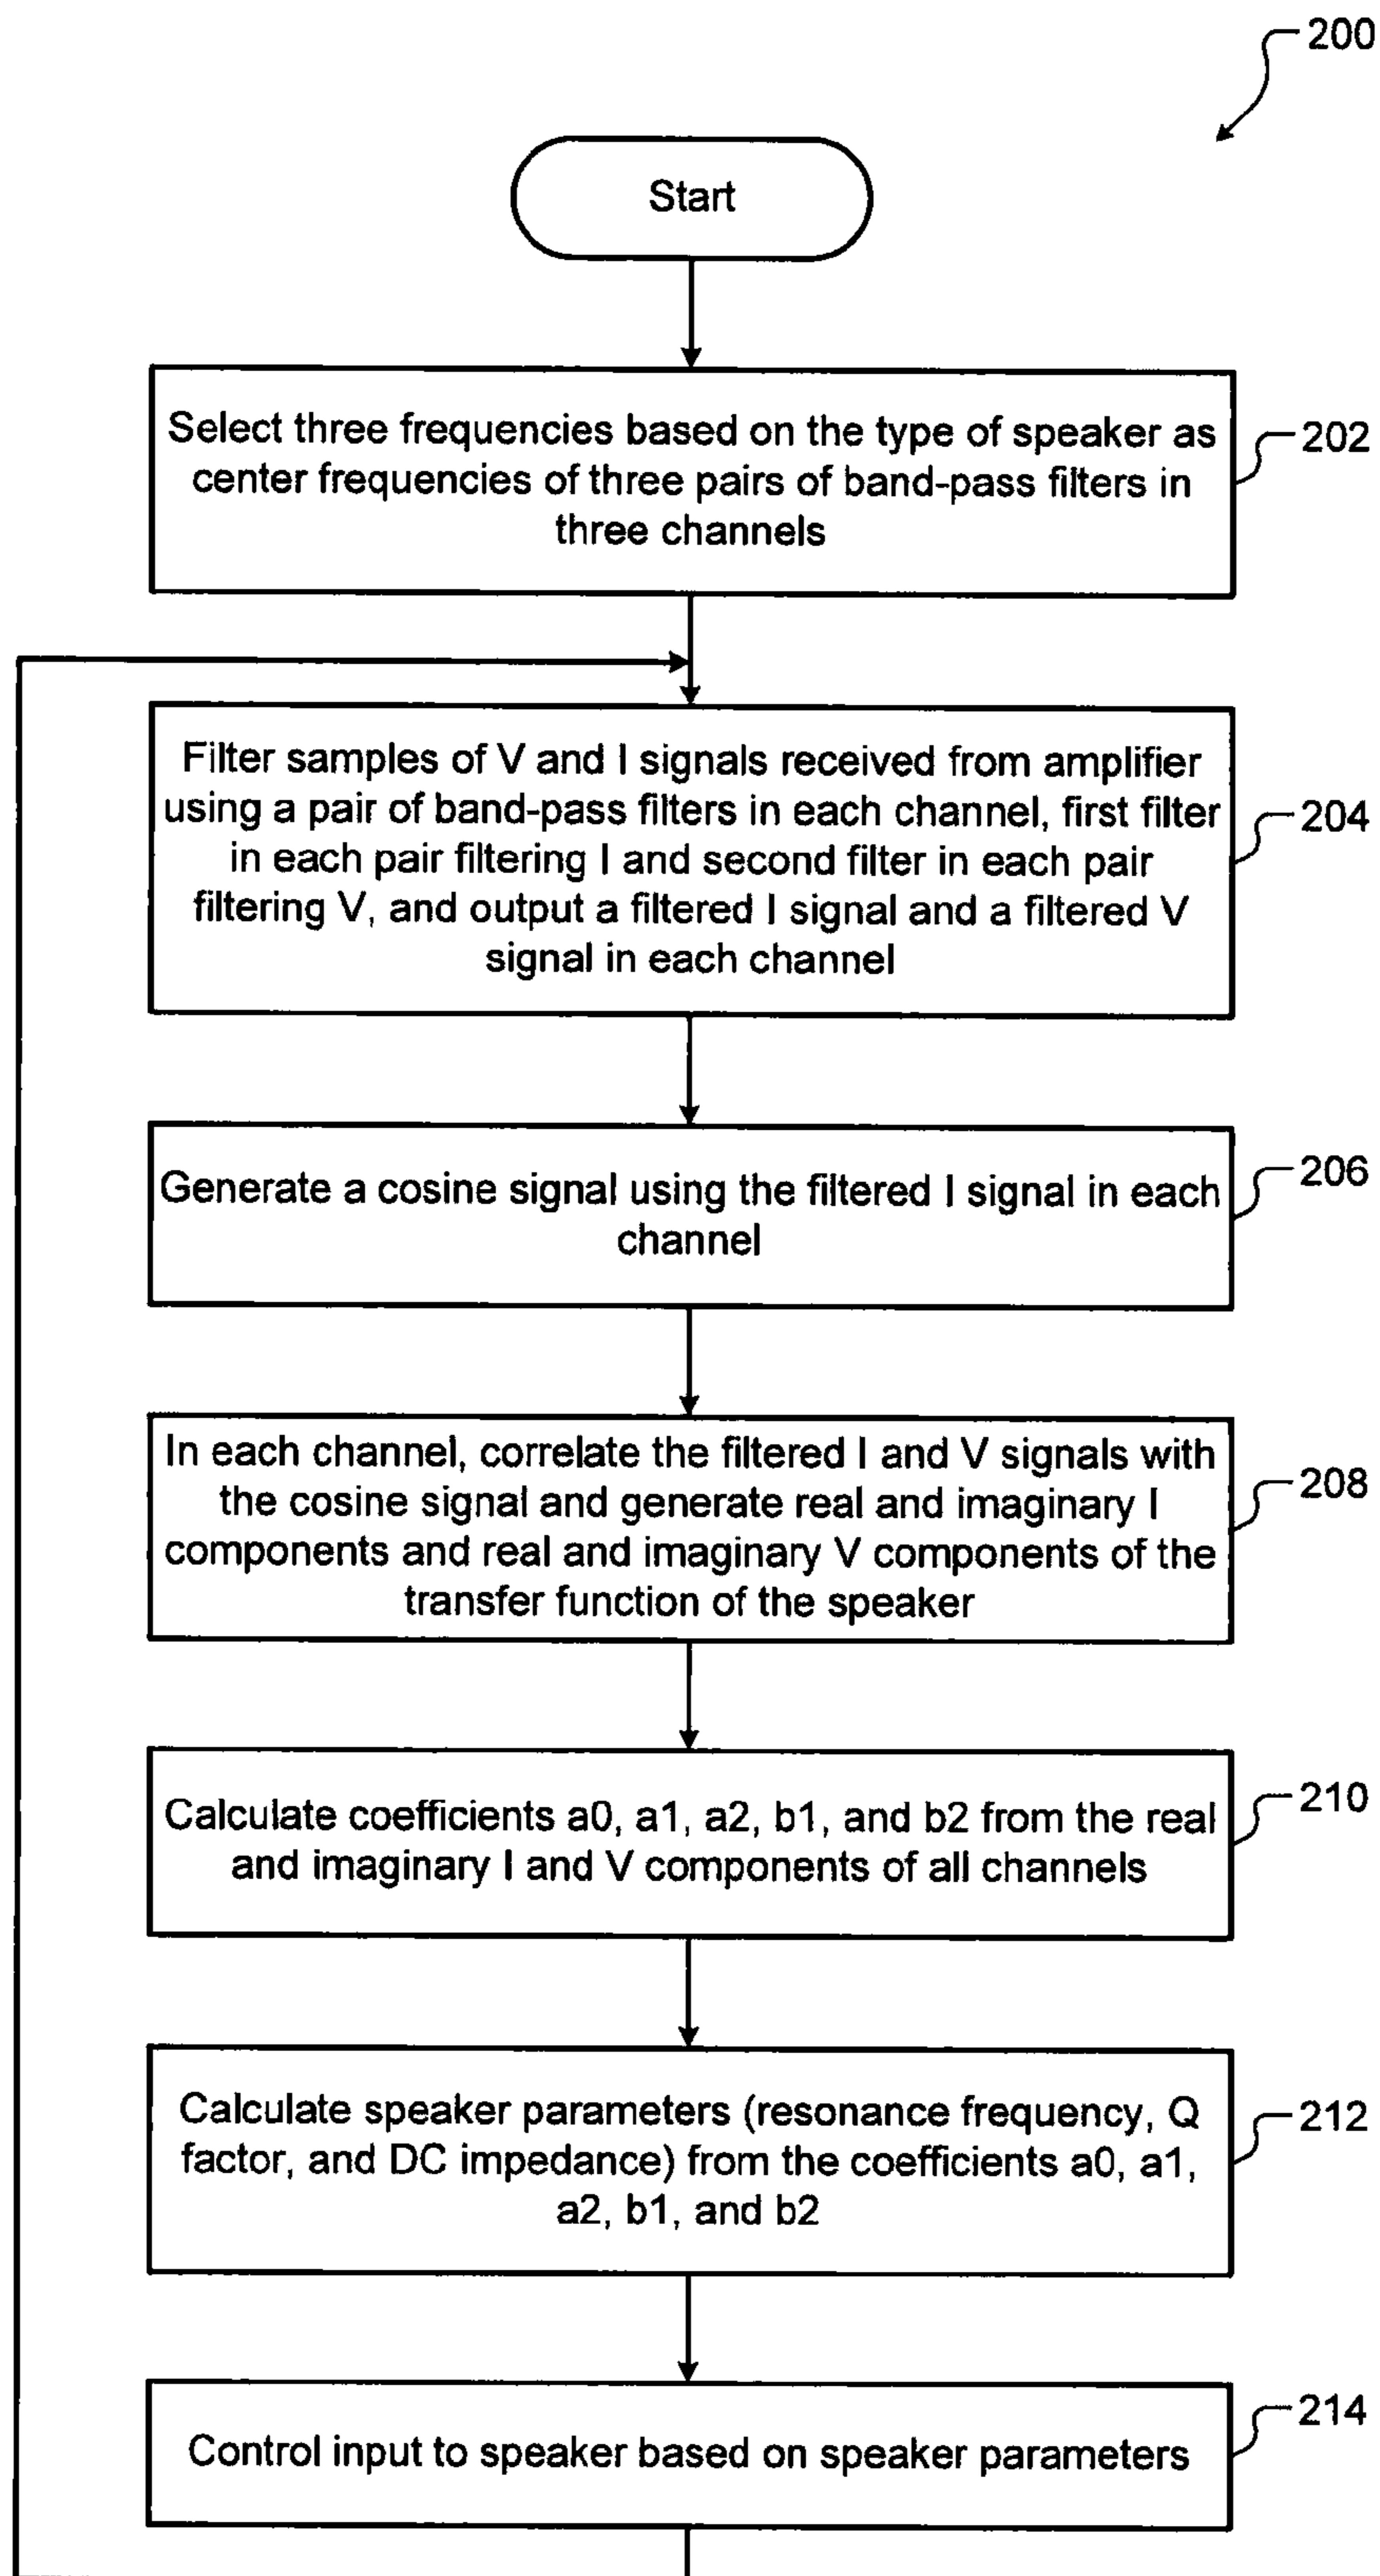 200
Start
Select three frequencies based on the type of speaker as
center frequencies of three pairs of band-pass filters in
three channels
202
Filter samples of V and I signals received from amplifier
using a pair of band-pass filters in each channel, first filter
in each pair filtering I and second filter in each pair
filtering V, and output a filtered I signal and a filtered V
signal in each channel
204
Generate a cosine signal using the filtered I signal in each
channel
206
In each channel, correlate the filtered I and V signals with
the cosine signal and generate real and imaginary I
components and real and imaginary V components of the
transfer function of the speaker
208
Calculate coefficients a0, a1, a2, b1, and b2 from the real
and imaginary I and V components of all channels
210
Calculate speaker parameters (resonance frequency, Q
factor, and DC impedance) from the coefficients a0, a1,
a2, b1, and b2
212
Control input to speaker based on speaker parameters
214